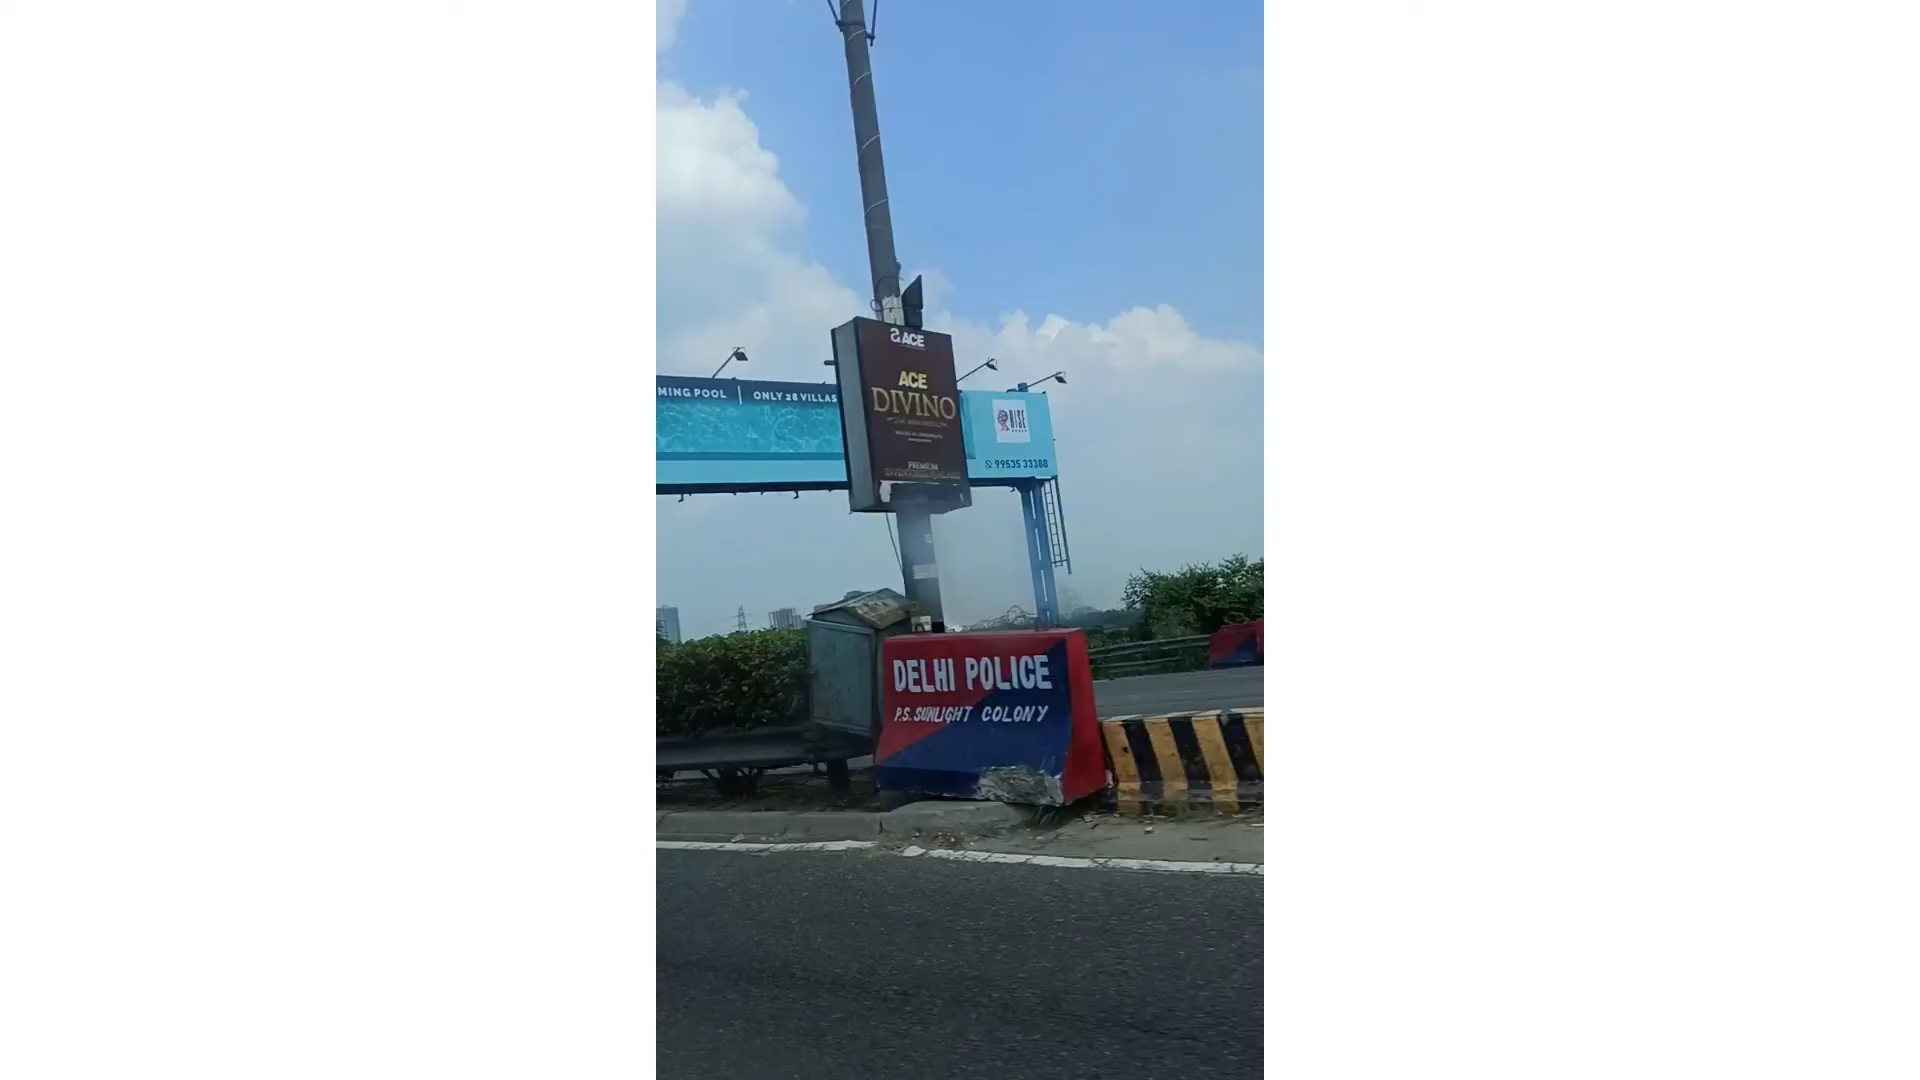 ACE
ACE
DIVINO
PREMIUM
MING POOL | ONLY 28 VILLAS
RISE
99535 33388
DELHI POLICE
P.S. SUNLIGHT COLONY